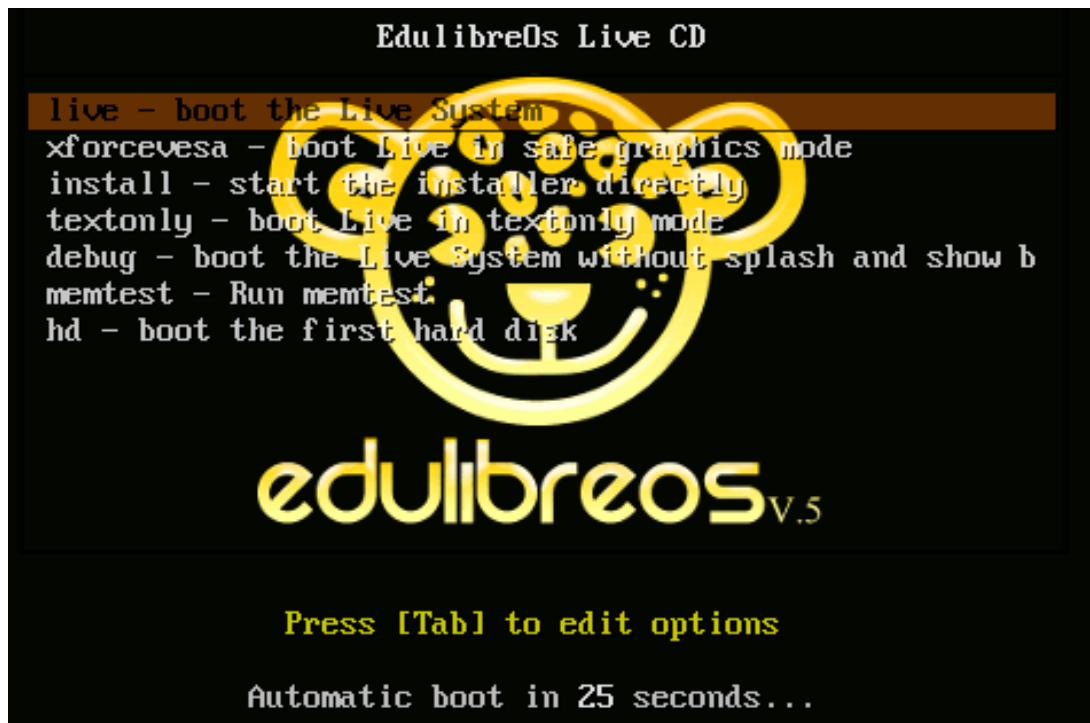 EdulibreOs Live CD
live - boot the Live System
xforcevesa - boot Live in safe graphics mode
install - start the installer directly
textonly - boot Live in textonly mode
debug - boot the Live System without splash and show b
memtest - Run memtest
hd - boot the first hard disk
edulibreos v.5
Press [Tab] to edit options
Automatic boot in 25 seconds...